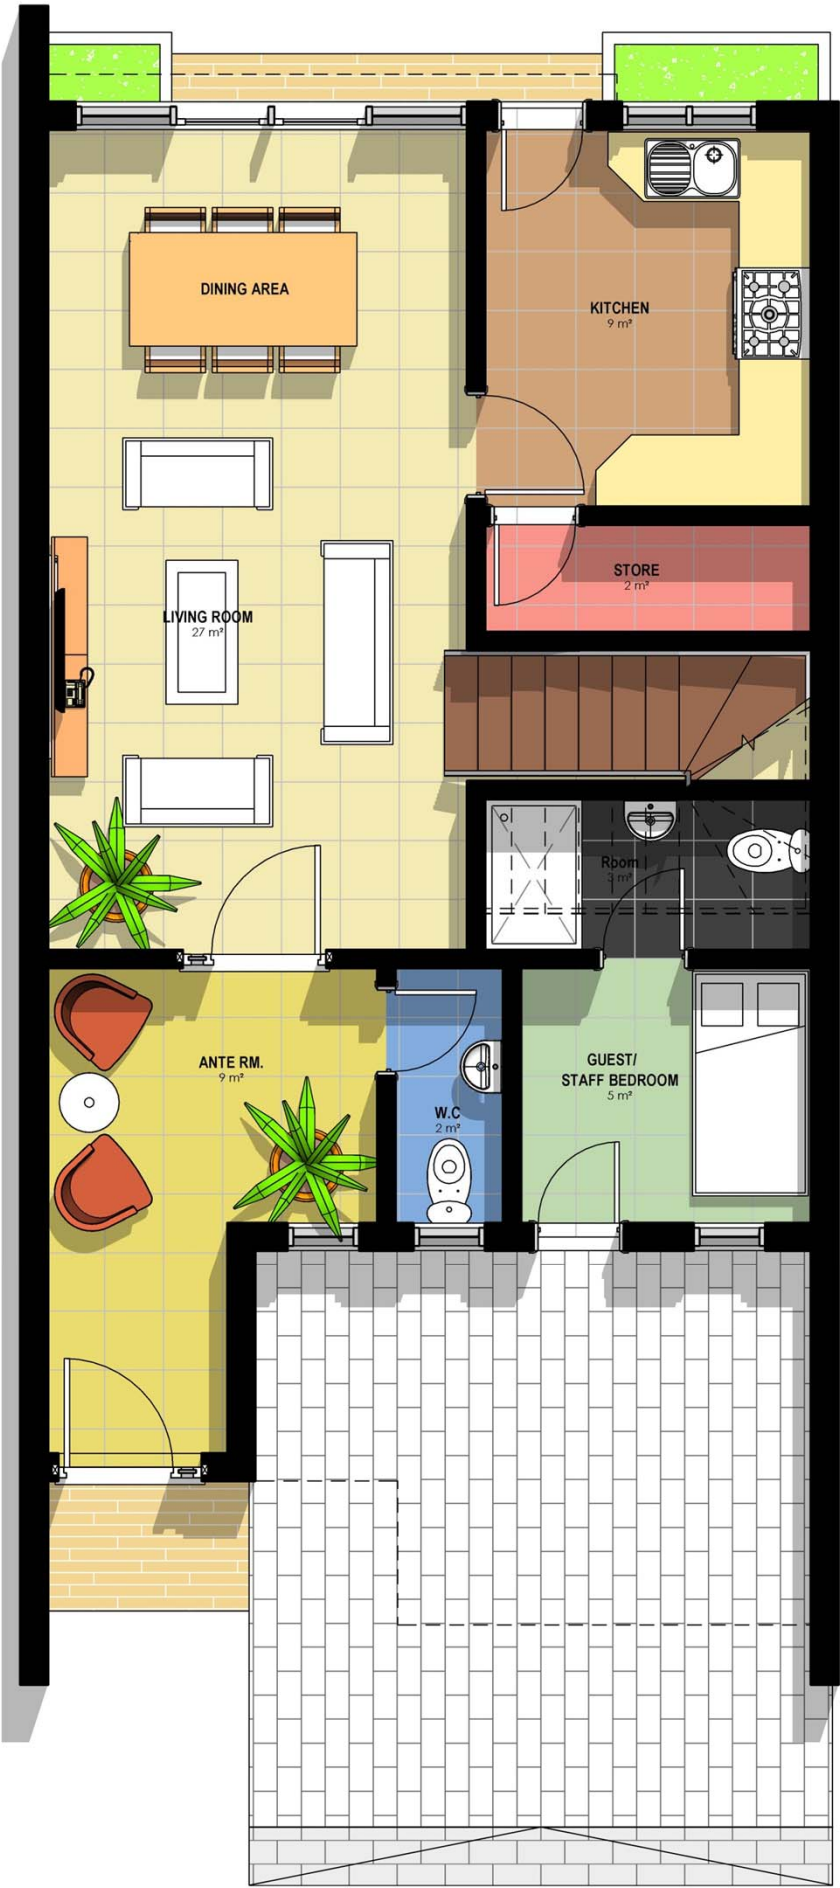 DINING AREA
KITCHEN
9 m²
STORE
2 m²
LIVING ROOM
27 m²
Room
3 m²
ANTE RM.
9 m²
GUEST/
STAFF BEDROOM
5 m²
W.C
2 m²